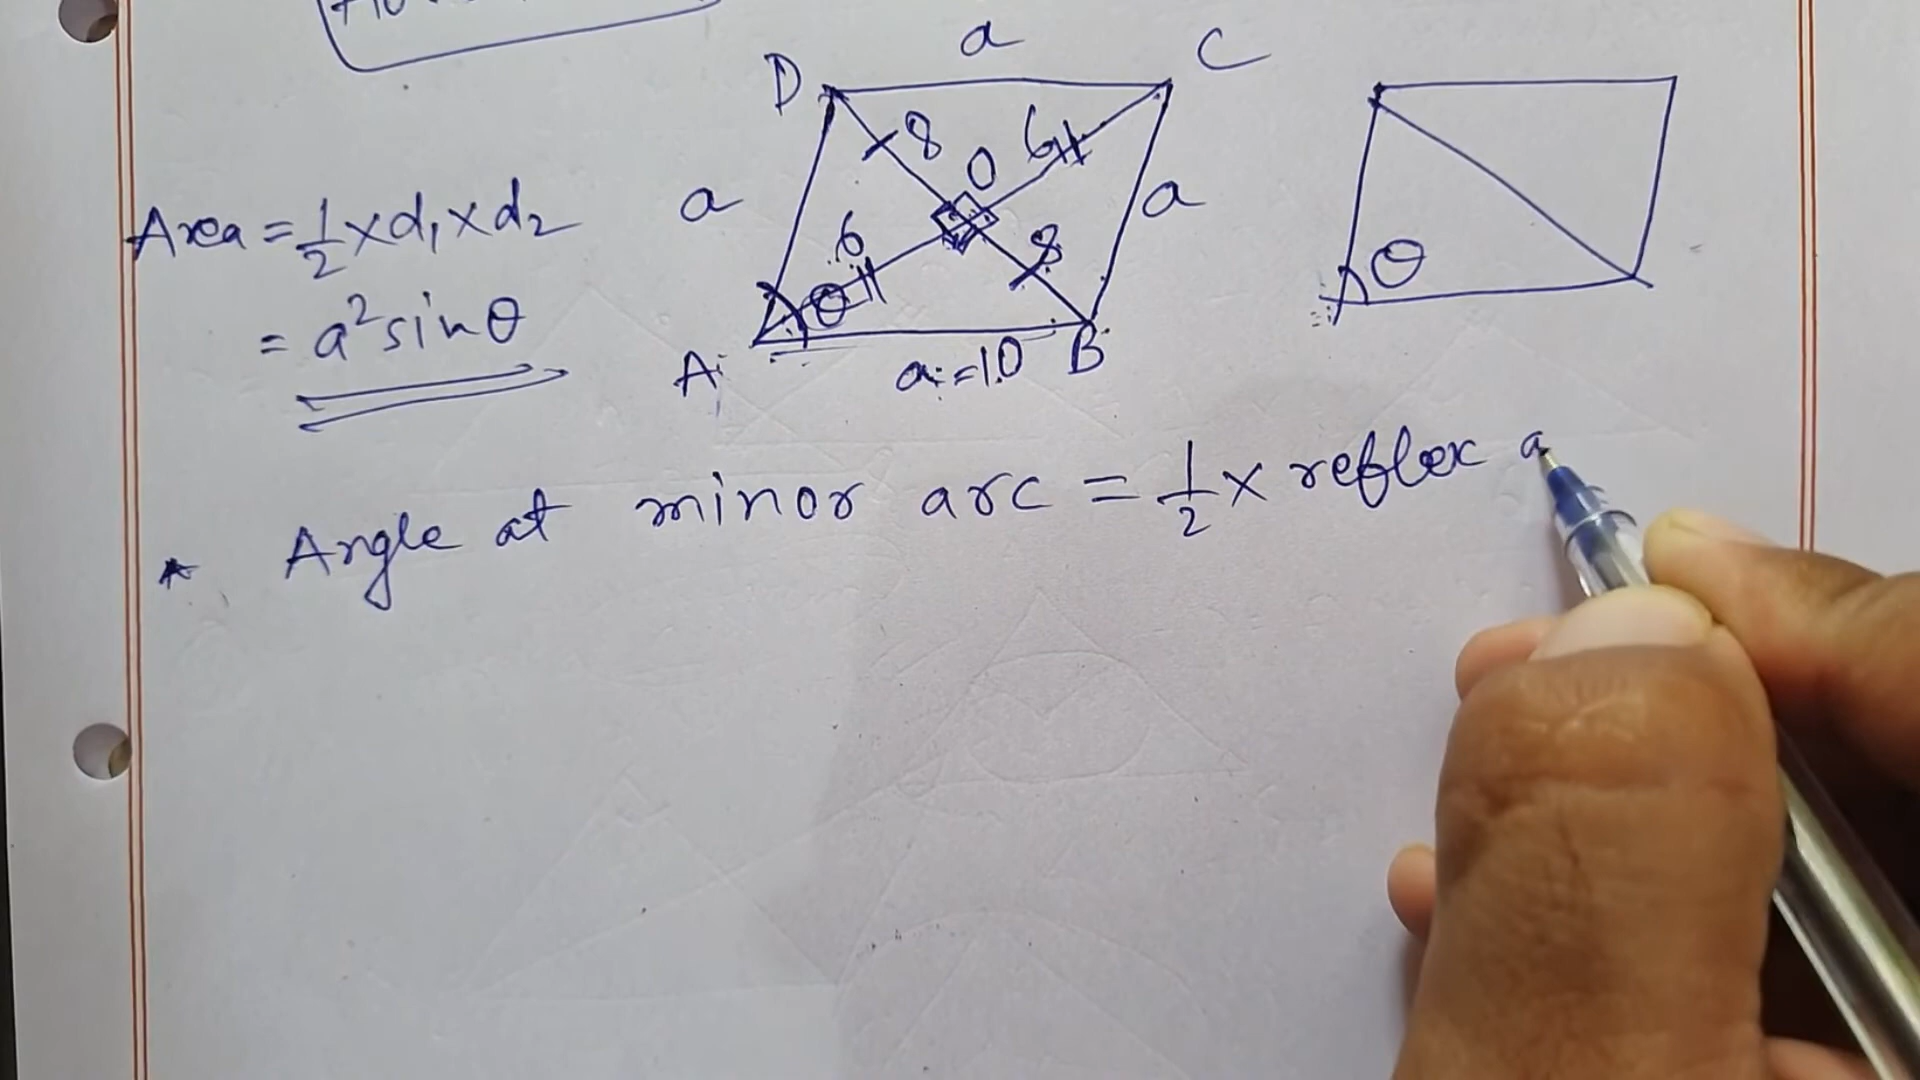 D a C
8 6
O
a a
6 8
θ
A a=10 B
θ
Area = 1/2 × d₁ × d₂
= a² sin θ
* Angle at minor arc = 1/2 × reflex a